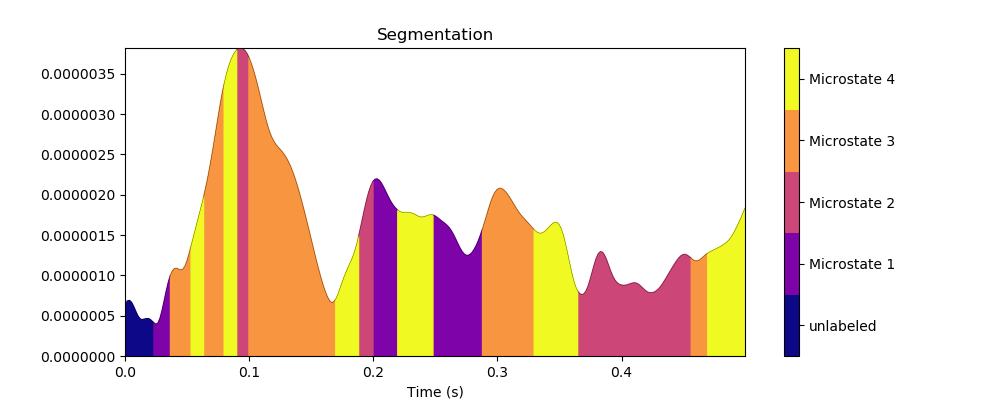 Segmentation
0.0000035
0.0000030
0.0000025
0.0000020
0.0000015
0.0000010
0.0000005
0.0000000
0.0 0.1 0.2 0.3 0.4
Time (s)
Microstate 4
Microstate 3
Microstate 2
Microstate 1
unlabeled